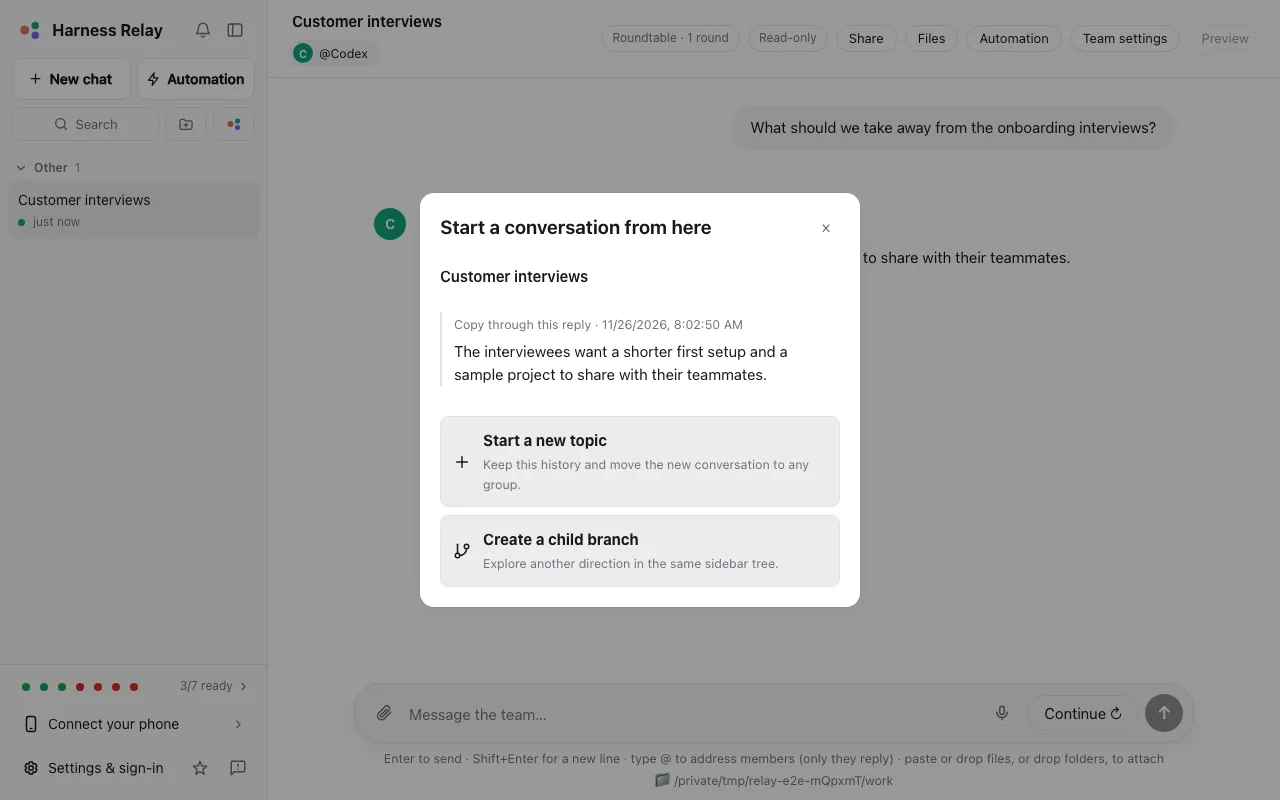 Harness Relay
New chat
Automation
Search
Other 1
Customer interviews
just now
3/7 ready
Connect your phone
Settings & sign-in
Customer interviews
C @Codex
Roundtable · 1 round
Read-only
Share
Files
Automation
Team settings
Preview
What should we take away from the onboarding interviews?
C
to share with their teammates.
Start a conversation from here
×
Customer interviews
Copy through this reply · 11/26/2026, 8:02:50 AM
The interviewees want a shorter first setup and a
sample project to share with their teammates.
Start a new topic
Keep this history and move the new conversation to any
group.
Create a child branch
Explore another direction in the same sidebar tree.
Message the team...
Continue
Enter to send · Shift+Enter for a new line · type @ to address members (only they reply) · paste or drop files, or drop folders, to attach
/private/tmp/relay-e2e-mQpxmT/work